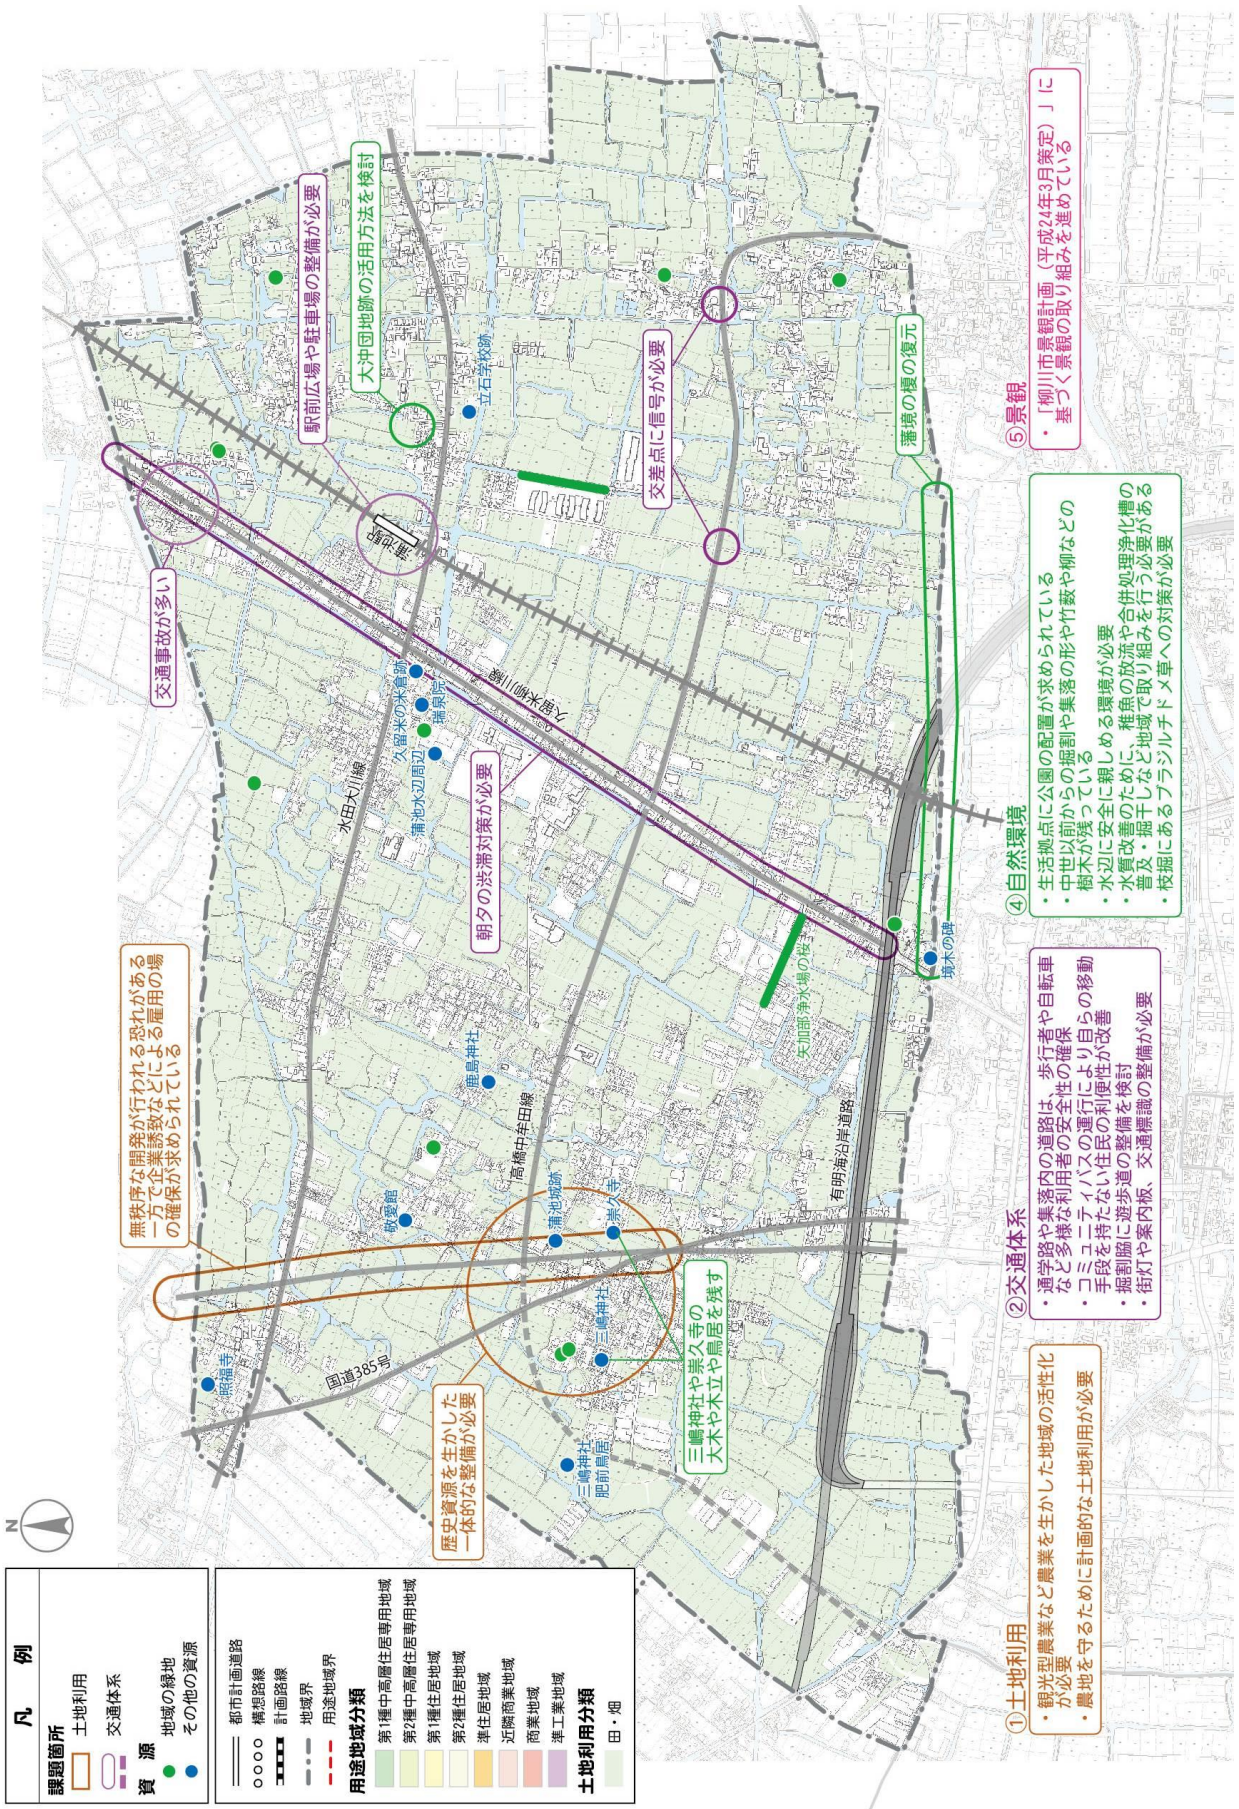 凡 例
課題箇所
土地利用
交通体系
資 源
地域の緑地
その他の資源
都市計画道路
構想路線
計画路線
地域界
用途地域界
用途地域分類
第1種中高層住居専用地域
第2種中高層住居専用地域
第1種住居地域
第2種住居地域
準住居地域
近隣商業地域
商業地域
準工業地域
土地利用分類
田・畑
N
無秩序な開発が行われる恐れがある
一方で企業誘致などによる雇用の場
の確保が求められている
交通事故が多い
駅前広場や駐車場の整備が必要
大沖団地跡の活用方法を検討
照福寺
国道385号
水田大川線
久留米の米倉跡
瑞泉院
蒲池水辺周辺
蒲池駅
立石学校跡
久留米柳川線
朝夕の渋滞対策が必要
敬愛館
鹿島神社
高橋中牟田線
歴史資源を生かした
一体的な整備が必要
蒲池城跡
崇久寺
三嶋神社
三嶋神社
肥前鳥居
三嶋神社や崇久寺の
大木や木立や鳥居を残す
交差点に信号が必要
矢加部浄水場の桜
有明海沿岸道路
境木の碑
藩境の榎の復元
①土地利用
・観光型農業など農業を生かした地域の活性化
が必要
・農地を守るために計画的な土地利用が必要
②交通体系
・通学路や集落内の道路は、歩行者や自転車
など多様な利用者の安全性の確保
・コミュニティバスの運行により自らの移動
手段を持たない住民の利便性が改善
・掘割脇に遊歩道の整備を検討
・街灯や案内板、交通標識の整備が必要
④自然環境
・生活拠点に公園の配置が求められている
・中世以前からの掘割や集落の形や竹薮や柳などの
樹木が残っている
・水辺に安全に親しめる環境が必要
・水質改善のために、稚魚の放流や合併処理浄化槽の
普及・掘干しなど地域で取り組みを行う必要がある
・枝掘にあるブラジルチドメ草への対策が必要
⑤景観
・「柳川市景観計画（平成24年3月策定）」に
基づく景観の取り組みを進めている